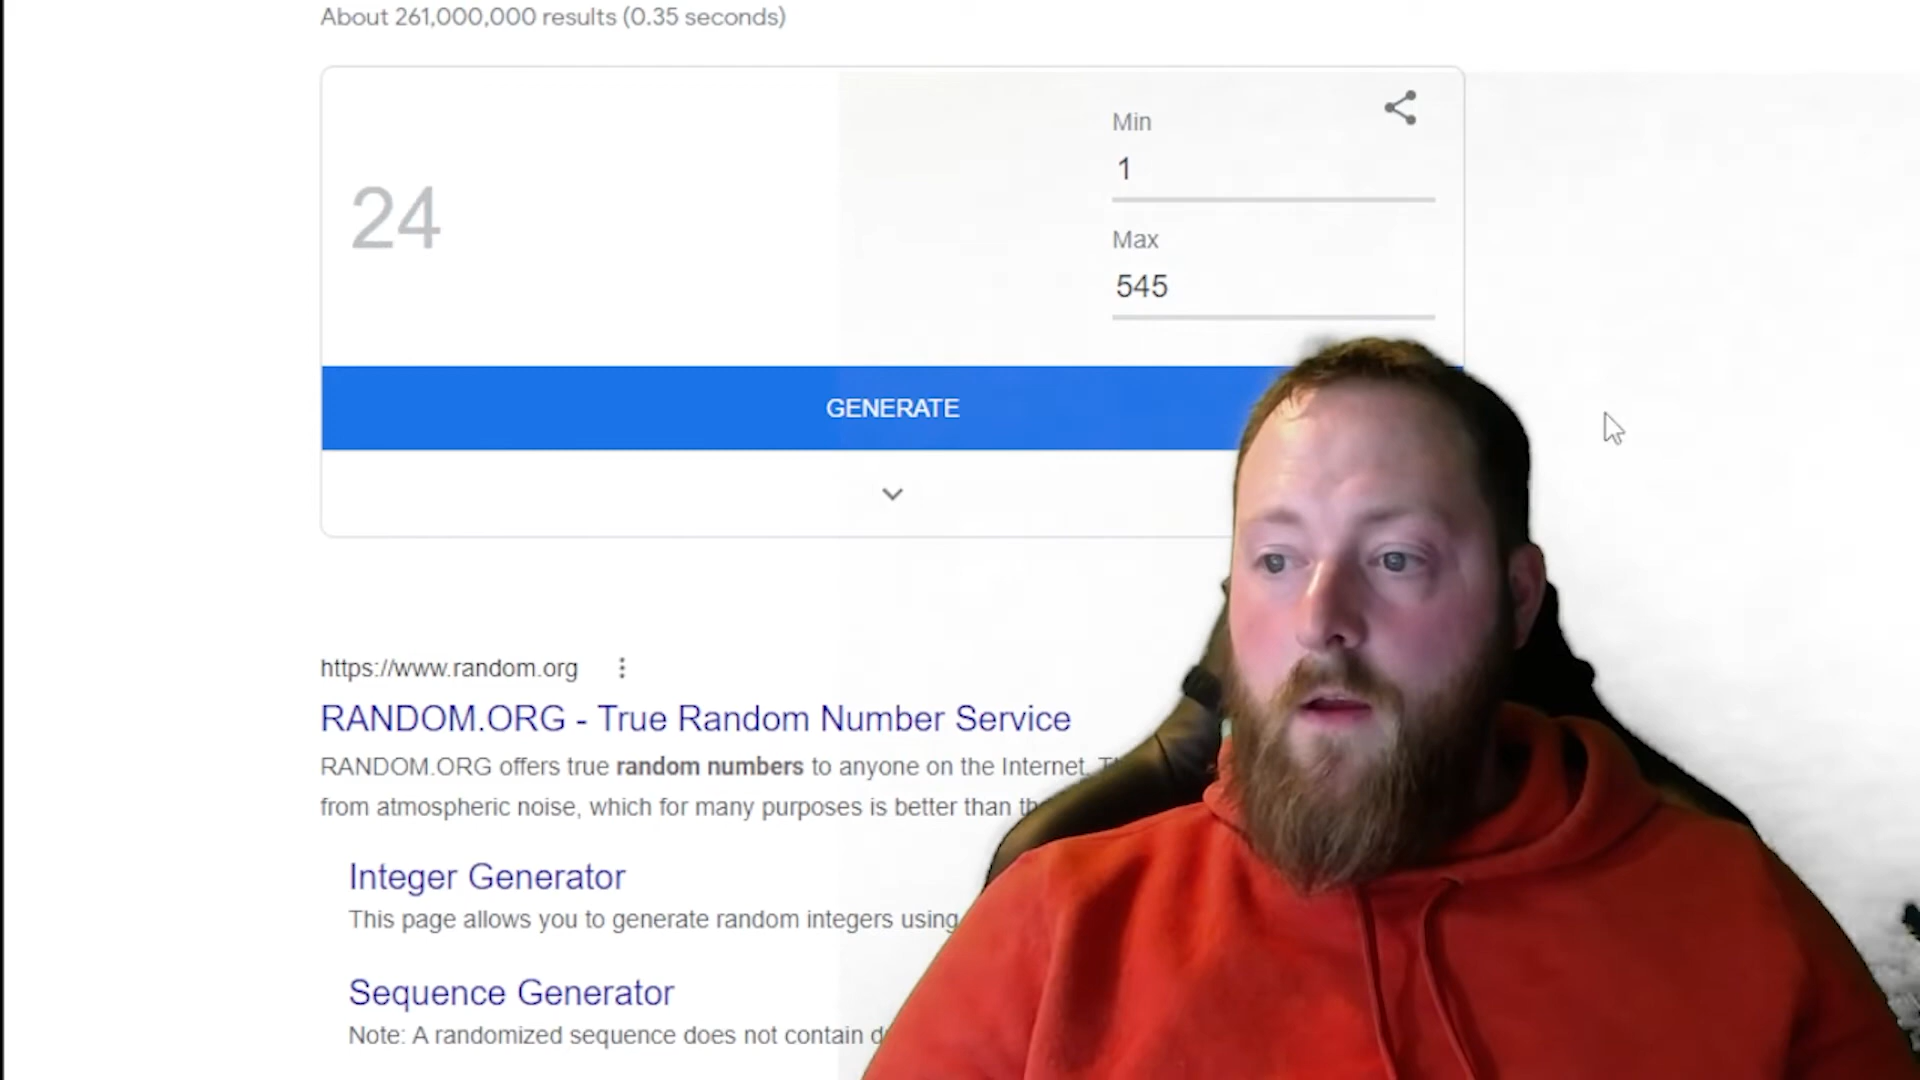 About 261,000,000 results (0.35 seconds)
Min
1
24
Max
545
GENERATE
https://www.random.org
RANDOM.ORG - True Random Number Service
RANDOM.ORG offers true random numbers to anyone on the Internet.
from atmospheric noise, which for many purposes is better than
Integer Generator
This page allows you to generate random integers using
Sequence Generator
Note: A randomized sequence does not contain